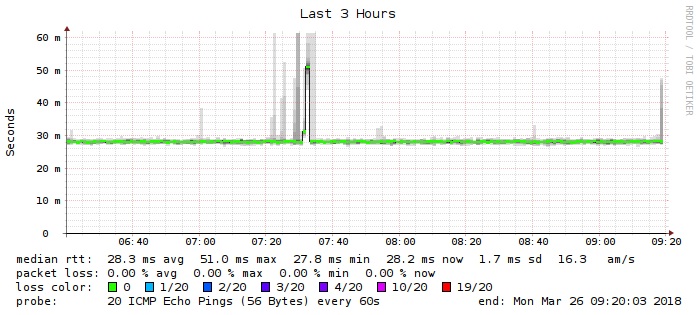 Last 3 Hours
RRDTOOL / TOBI OETIKER
Seconds
60 m
50 m
40 m
30 m
20 m
10 m
0
06:40 07:00 07:20 07:40 08:00 08:20 08:40 09:00 09:20
median rtt: 28.3 ms avg 51.0 ms max 27.8 ms min 28.2 ms now 1.7 ms sd 16.3 am/s
packet loss: 0.00 % avg 0.00 % max 0.00 % min 0.00 % now
loss color: 0 1/20 2/20 3/20 4/20 10/20 19/20
probe: 20 ICMP Echo Pings (56 Bytes) every 60s end: Mon Mar 26 09:20:03 2018